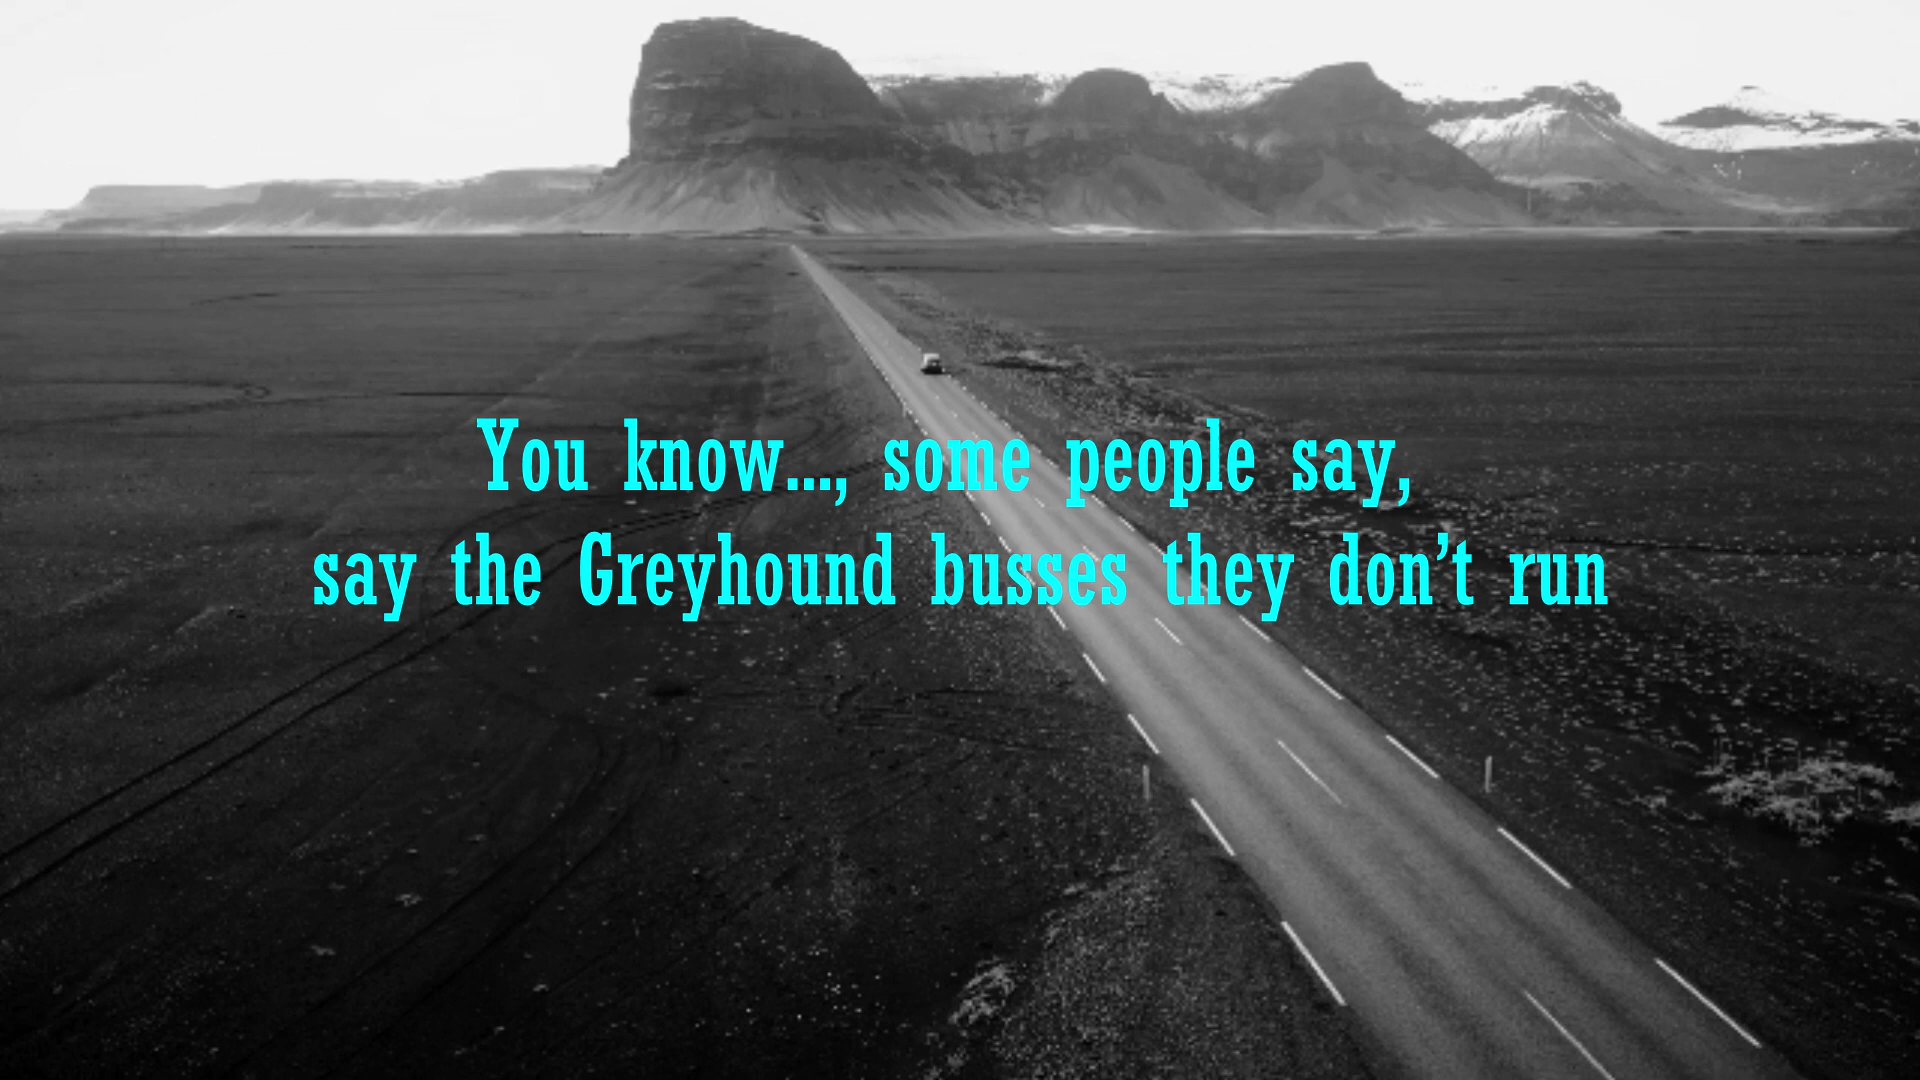 You know..., some people say,
say the Greyhound busses they don’t run